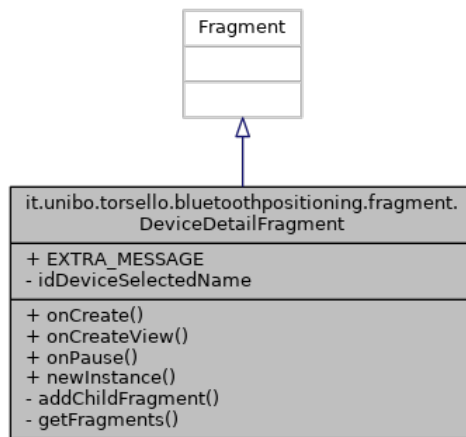 Fragment
it.unibo.torsello.bluetoothpositioning.fragment.
DeviceDetailFragment
+ EXTRA_MESSAGE
- idDeviceSelectedName
+ onCreate()
+ onCreateView()
+ onPause()
+ newInstance()
- addChildFragment()
- getFragments()